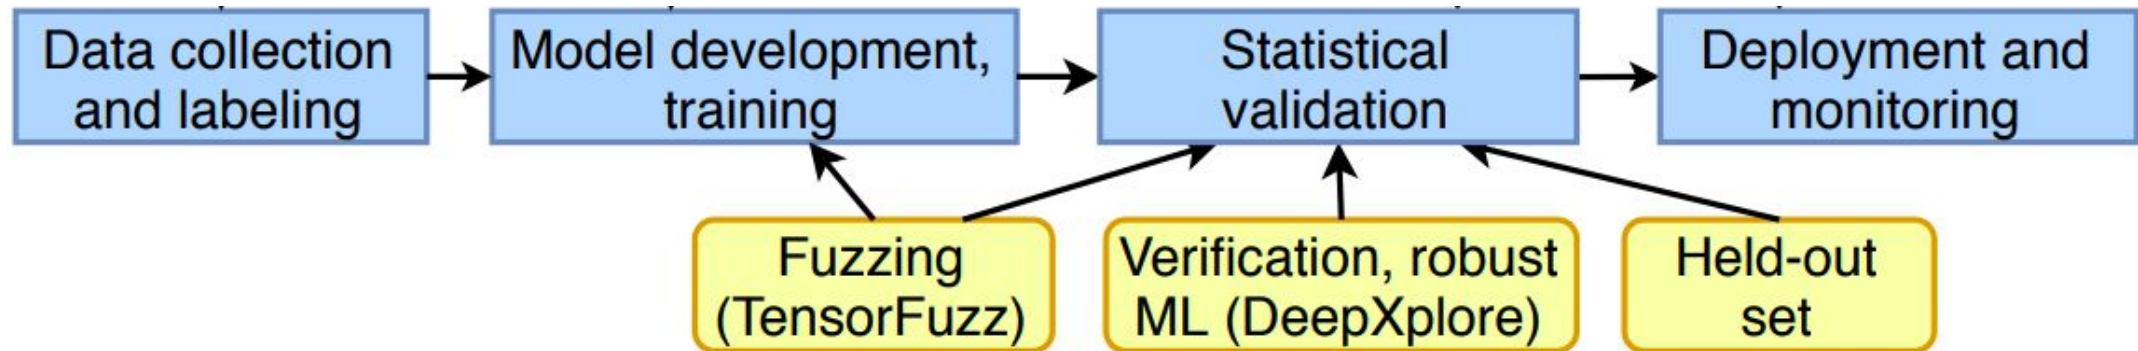 Data collection
and labeling
Model development,
training
Statistical
validation
Deployment and
monitoring
Fuzzing
(TensorFuzz)
Verification, robust
ML (DeepXplore)
Held-out
set